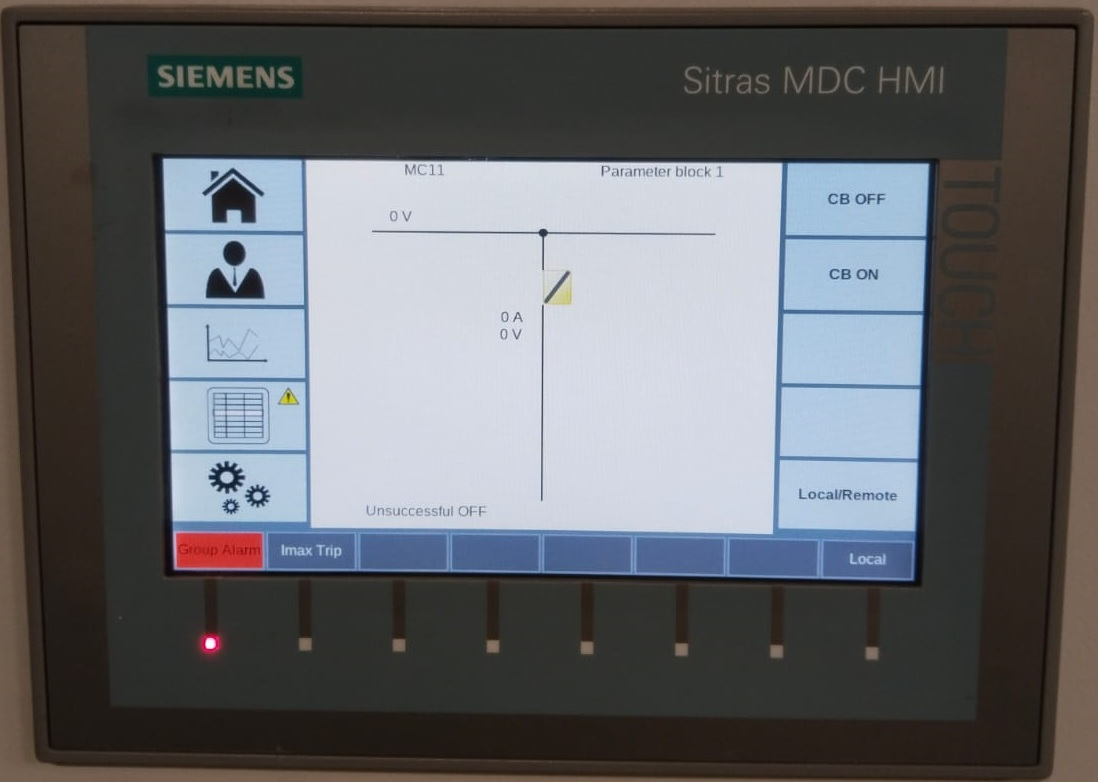 SIEMENS
Sitras MDC HMI
TOUCH
MC11
Parameter block 1
0 V
0 A
0 V
Unsuccessful OFF
CB OFF
CB ON
Local/Remote
Group Alarm
Imax Trip
Local